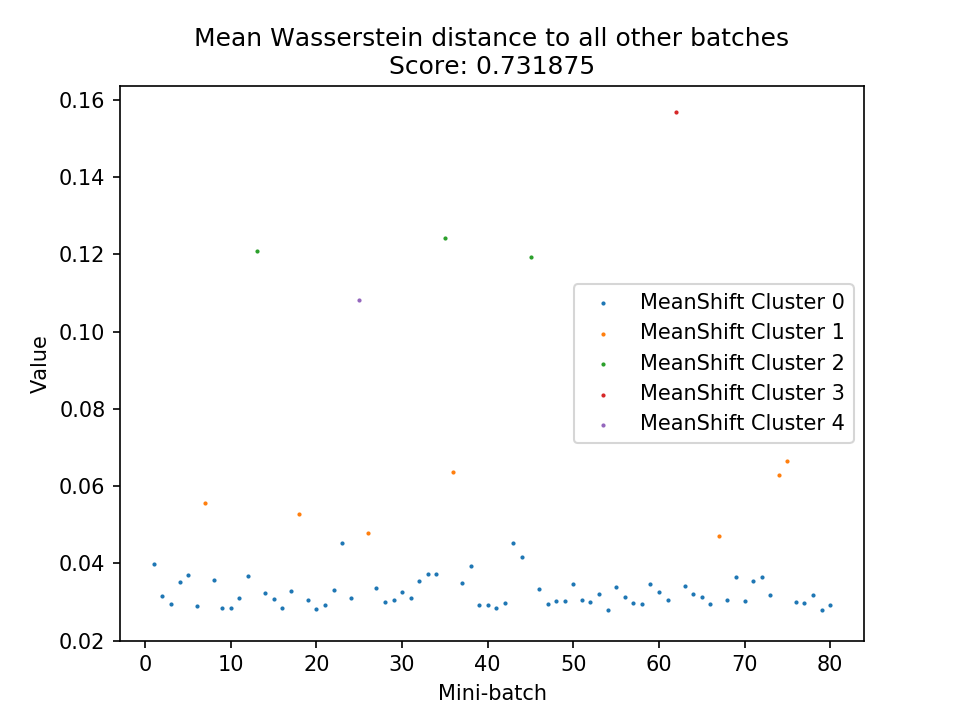 Mean Wasserstein distance to all other batches
Score: 0.731875
0.16
0.14
0.12
0.10
0.08
0.06
0.04
0.02
Value
MeanShift Cluster 0
MeanShift Cluster 1
MeanShift Cluster 2
MeanShift Cluster 3
MeanShift Cluster 4
0 10 20 30 40 50 60 70 80
Mini-batch